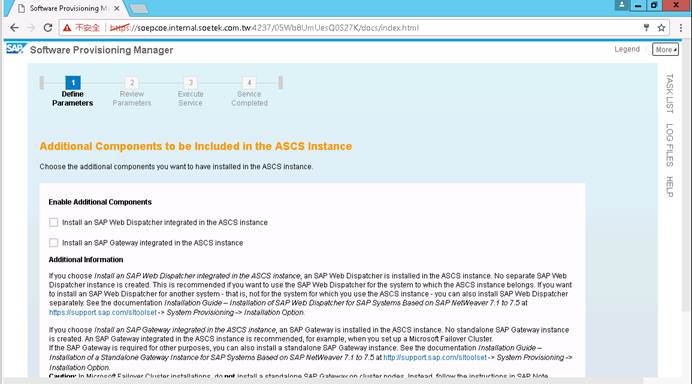 Software Provisioning M
不安全 | https://soepcoe.internal.soetek.com.tw:4237/05Wb8UmUesQ0S27K/docs/index.html
SAP Software Provisioning Manager
Legend
More
1
2
3
4
Define Parameters
Review Parameters
Execute Service
Service Completed
TASK LIST
LOG FILES
HELP
Additional Components to be Included in the ASCS Instance
Choose the additional components you want to have installed in the ASCS instance.
Enable Additional Components
Install an SAP Web Dispatcher integrated in the ASCS instance
Install an SAP Gateway integrated in the ASCS instance
Additional Information
If you choose Install an SAP Web Dispatcher integrated in the ASCS instance, an SAP Web Dispatcher is installed in the ASCS instance. No separate SAP Web
Dispatcher instance is created. This is recommended if you want to use the SAP Web Dispatcher for the system to which the ASCS instance belongs. If you want
to install an SAP Web Dispatcher for another system - that is, not for the system for which you use the ASCS instance - you can also install SAP Web Dispatcher
separately. See the documentation Installation Guide – Installation of SAP Web Dispatcher for SAP Systems Based on SAP NetWeaver 7.1 to 7.5 at
https://support.sap.com/sltoolset -> System Provisioning -> Installation Option.
If you choose Install an SAP Gateway integrated in the ASCS instance, an SAP Gateway is installed in the ASCS instance. No standalone SAP Gateway instance
is created. An SAP Gateway integrated in the ASCS instance is recommended, for example, when you set up a Microsoft Failover Cluster.
If the SAP Gateway is required for other purposes, you can also install a standalone SAP Gateway instance. See the documentation Installation Guide –
Installation of a Standalone Gateway Instance for SAP Systems Based on SAP NetWeaver 7.1 to 7.5 at http://support.sap.com/sltoolset -> System Provisioning ->
Installation Option.
Caution: In Microsoft Failover Cluster installations, do not install a standalone SAP Gateway on cluster nodes. Instead, follow the instructions in SAP Note